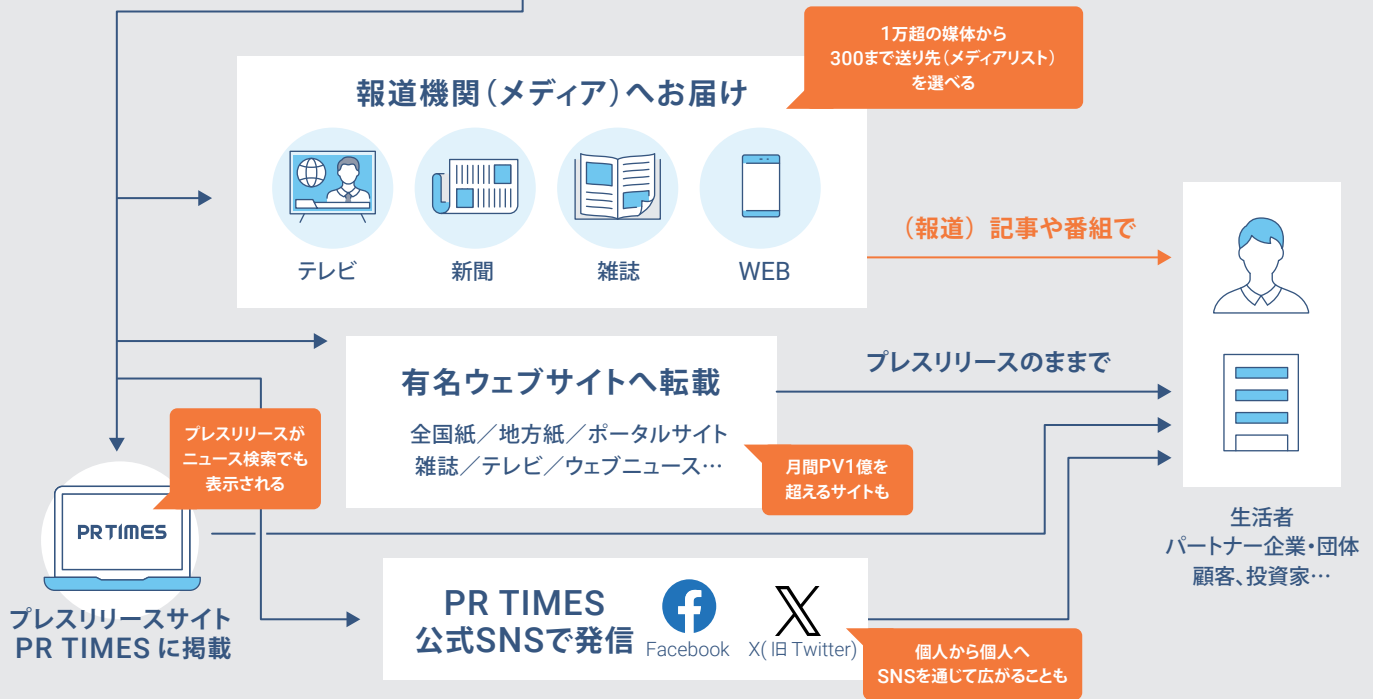 1万超の媒体から
300まで送り先（メディアリスト）
を選べる
報道機関（メディア）へお届け
テレビ
新聞
雑誌
WEB
（報道）記事や番組で
有名ウェブサイトへ転載
全国紙／地方紙／ポータルサイト
雑誌／テレビ／ウェブニュース…
月間PV1億を
超えるサイトも
プレスリリースのままで
プレスリリースが
ニュース検索でも
表示される
PR TIMES
プレスリリースサイト
PR TIMES に掲載
PR TIMES
公式SNSで発信
Facebook
X(旧 Twitter)
個人から個人へ
SNSを通じて広がることも
生活者
パートナー企業・団体
顧客、投資家…